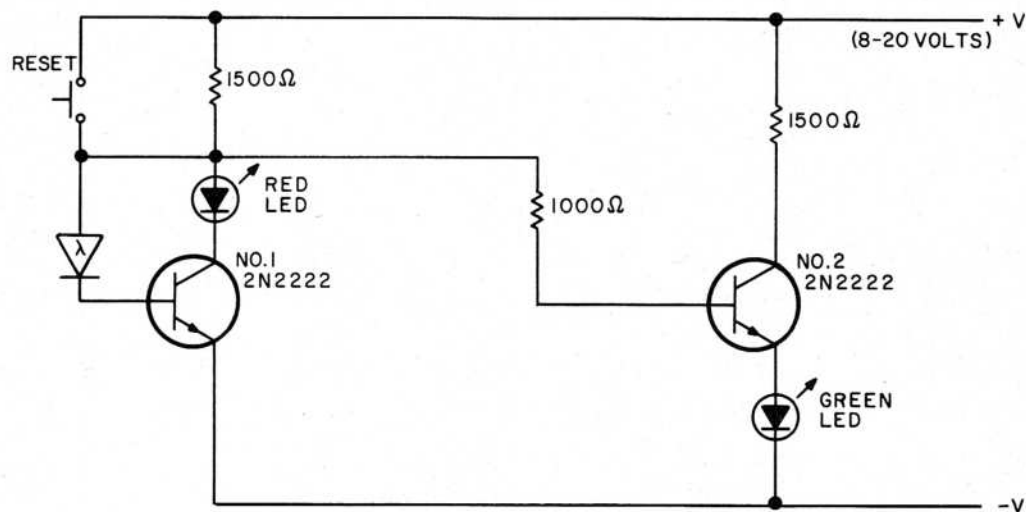 + V
(8-20 VOLTS)
RESET
1500Ω
1500Ω
RED
LED
1000Ω
λ
NO.1
2N2222
NO.2
2N2222
GREEN
LED
-V